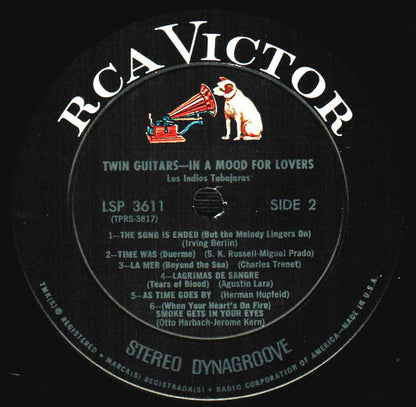 RCA VICTOR
TWIN GUITARS—IN A MOOD FOR LOVERS
Los Indios Tabajaras
LSP 3611
SIDE 2
(TPRS-3817)
1—THE SONG IS ENDED (But the Melody Lingers On)
(Irving Berlin)
2—TIME WAS (Duerme) (S. K. Russell-Miguel Prado)
3—LA MER (Beyond the Sea) (Charles Trenet)
4—LAGRIMAS DE SANGRE
(Tears of Blood) (Agustin Lara)
5—AS TIME GOES BY (Herman Hupfeld)
6—(When Your Heart's On Fire)
SMOKE GETS IN YOUR EYES
(Otto Harbach-Jerome Kern)
STEREO DYNAGROOVE
TMK(S) ® REGISTERED • MARCA(S) REGISTRADA(S) • RADIO CORPORATION OF AMERICA—MADE IN U.S.A.